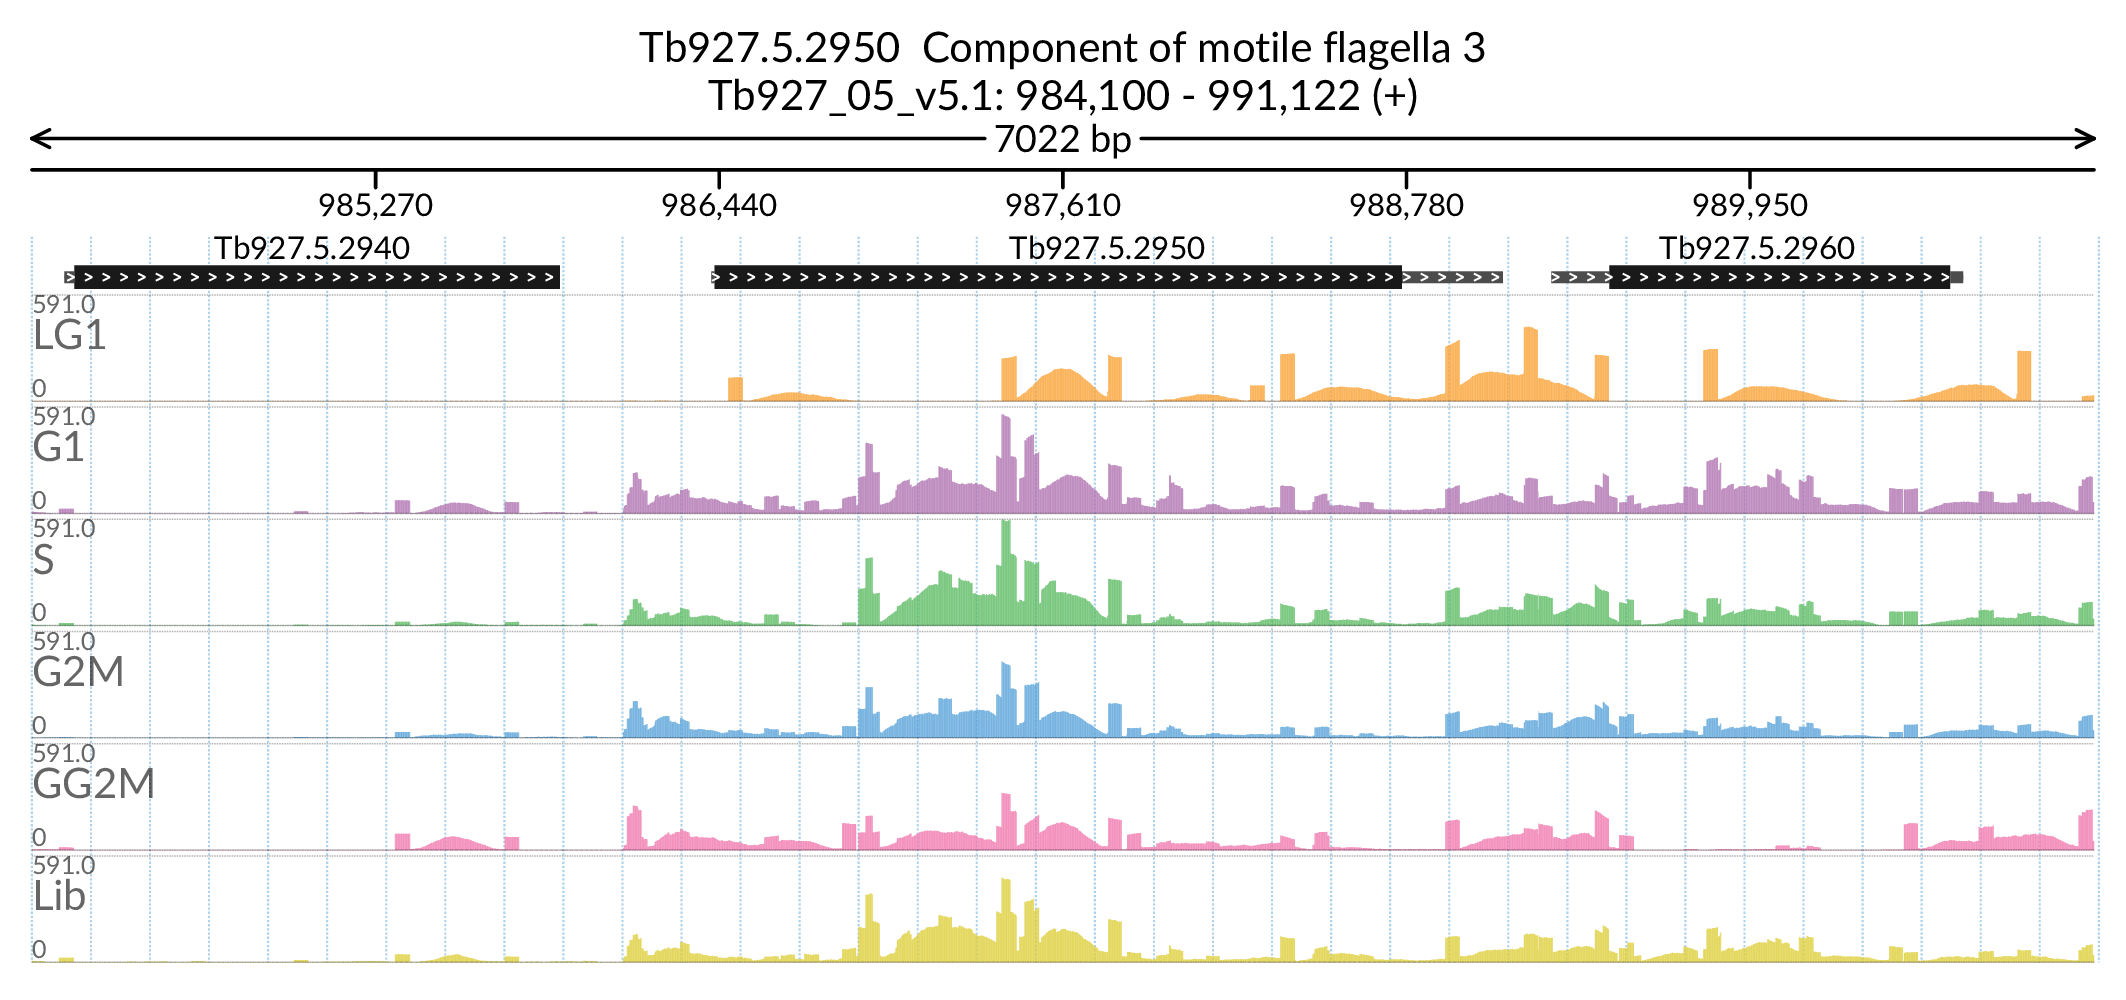 Tb927.5.2950  Component of motile flagella 3
Tb927_05_v5.1: 984,100 - 991,122 (+)
7022 bp
985,270 986,440 987,610 988,780 989,950
Tb927.5.2940 Tb927.5.2950 Tb927.5.2960
591.0
LG1
0
591.0
G1
0
591.0
S
0
591.0
G2M
0
591.0
GG2M
0
591.0
Lib
0